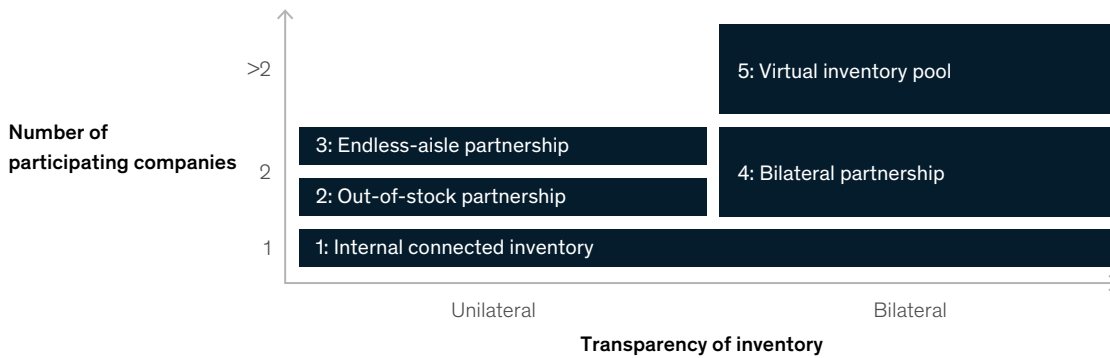 >2
5: Virtual inventory pool
Number of
participating companies
3: Endless-aisle partnership
2
4: Bilateral partnership
2: Out-of-stock partnership
1
1: Internal connected inventory
Unilateral
Bilateral
Transparency of inventory